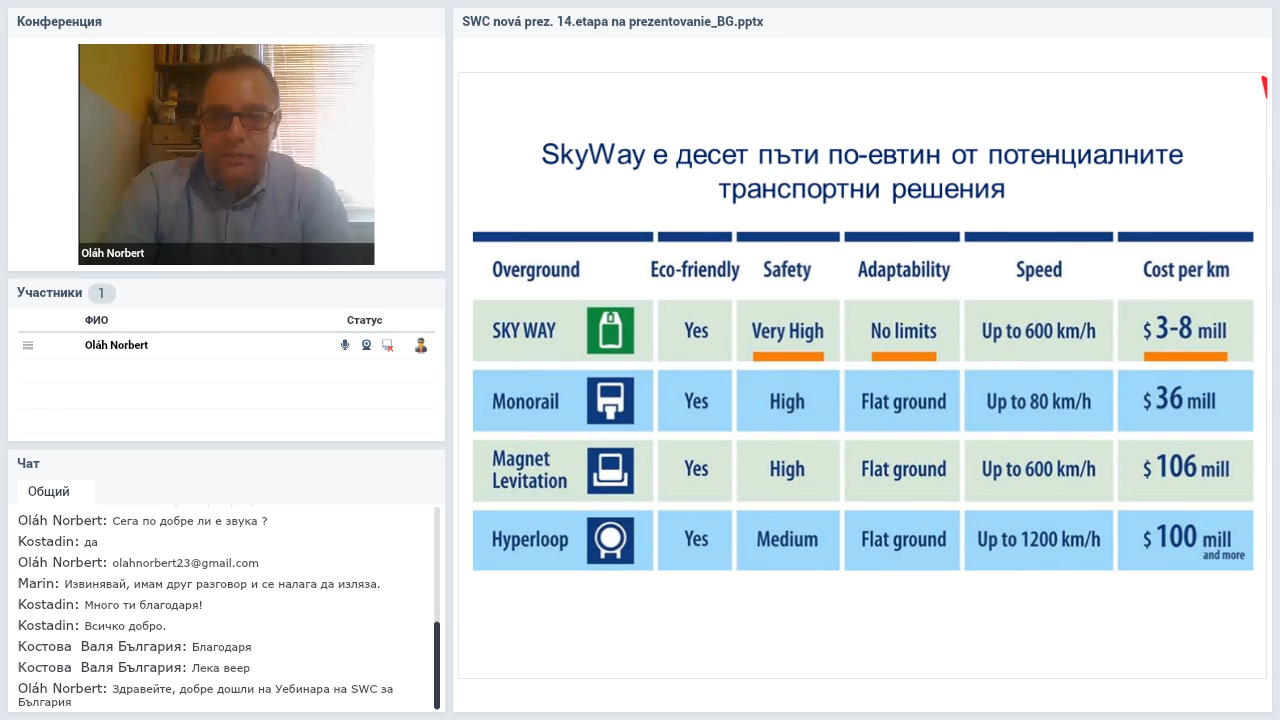 Конференция
Oláh Norbert
Участники 1
ФИО Статус
Oláh Norbert
Чат
Общий
Oláh Norbert: Сега по добре ли е звука ?
Kostadin: да
Oláh Norbert: olahnorbert23@gmail.com
Marin: Извинявай, имам друг разговор и се налага да изляза.
Kostadin: Много ти благодаря!
Kostadin: Всичко добро.
Костова Валя България: Благодаря
Костова Валя България: Лека веер
Oláh Norbert: Здравейте, добре дошли на Уебинара на SWC за
България
SWC nová prez. 14.etapa na prezentovanie_BG.pptx
SkyWay е десет пъти по-евтин от потенциалните
транспортни решения
Overground Eco-friendly Safety Adaptability Speed Cost per km
SKY WAY Yes Very High No limits Up to 600 km/h $ 3-8 mill
Monorail Yes High Flat ground Up to 80 km/h $ 36 mill
Magnet
Levitation Yes High Flat ground Up to 600 km/h $ 106 mill
Hyperloop Yes Medium Flat ground Up to 1200 km/h $ 100 mill
and more